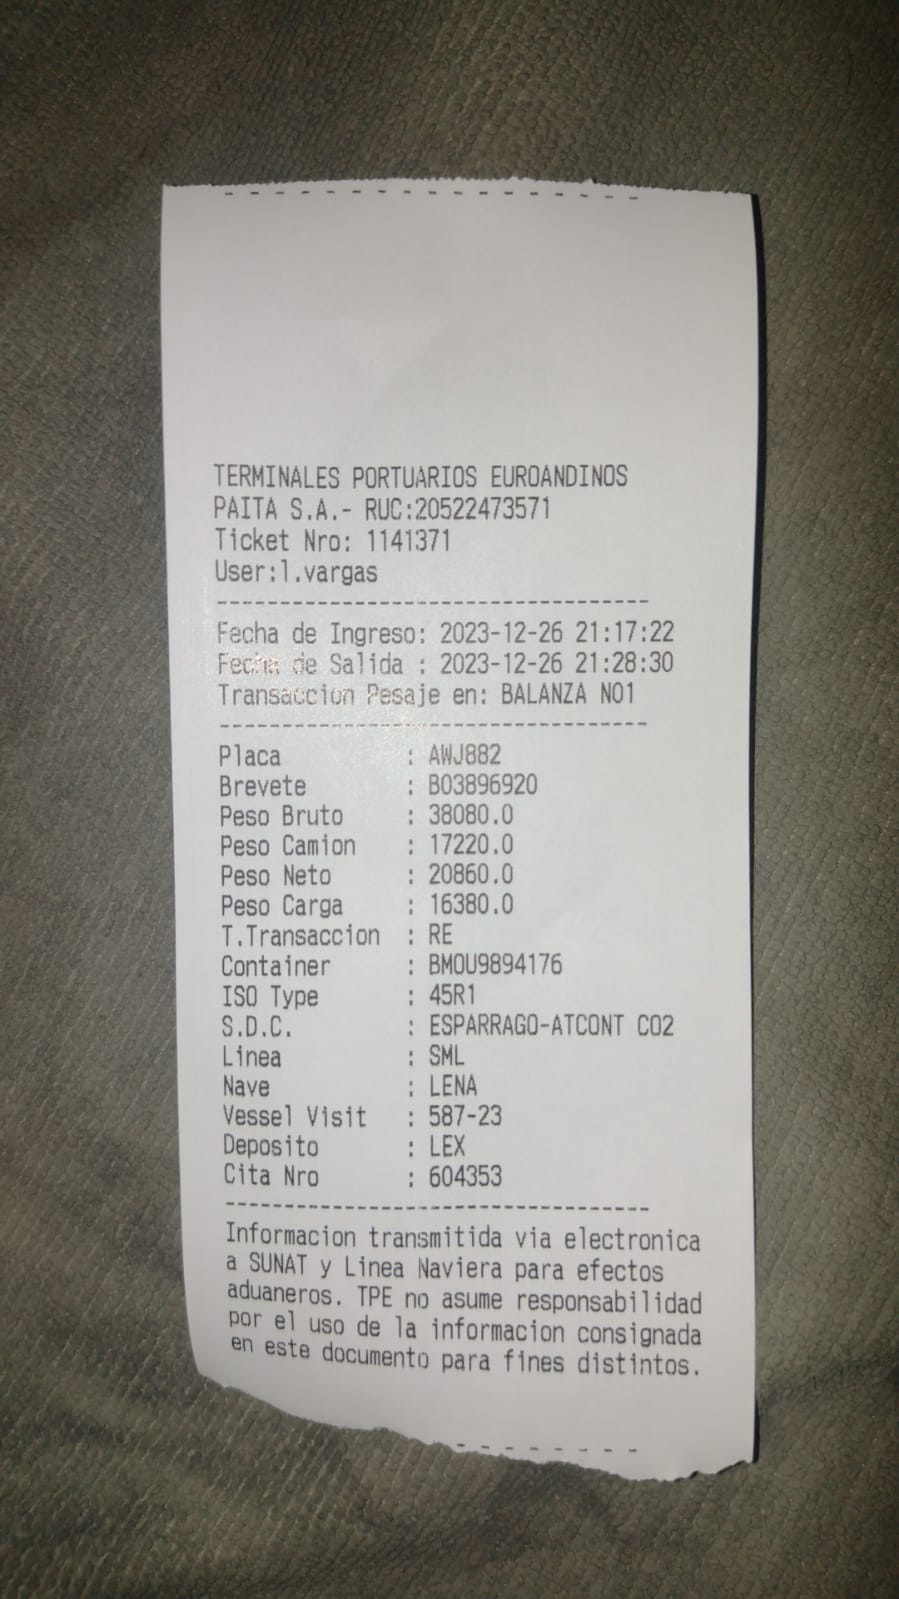 TERMINALES PORTUARIOS EUROANDINOS
PAITA S.A.- RUC:20522473571
Ticket Nro: 1141371
User:l.vargas
----------------------------------
Fecha de Ingreso: 2023-12-26 21:17:22
Fecha de Salida : 2023-12-26 21:28:30
Transaccion Pesaje en: BALANZA NO1
----------------------------------
Placa : AWJ882
Brevete : B03896920
Peso Bruto : 38080.0
Peso Camion : 17220.0
Peso Neto : 20860.0
Peso Carga : 16380.0
T.Transaccion : RE
Container : BMOU9894176
ISO Type : 45R1
S.D.C. : ESPARRAGO-ATCONT CO2
Linea : SML
Nave : LENA
Vessel Visit : 587-23
Deposito : LEX
Cita Nro : 604353
----------------------------------
Informacion transmitida via electronica
a SUNAT y Linea Naviera para efectos
aduaneros. TPE no asume responsabilidad
por el uso de la informacion consignada
en este documento para fines distintos.